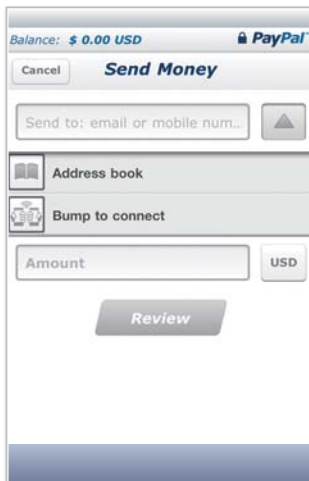 Balance: $ 0.00 USD PayPal™
Cancel Send Money
Send to: email or mobile num..
Address book
Bump to connect
Amount USD
Review